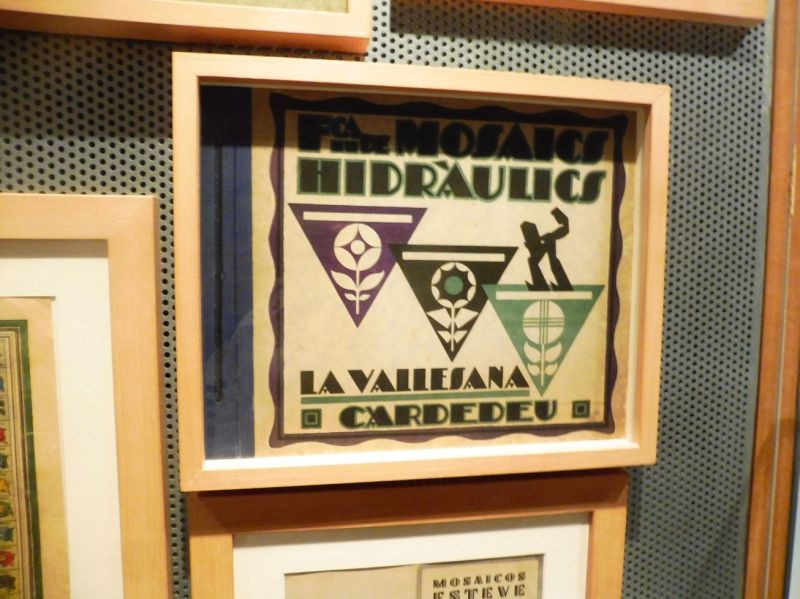 Fca DE MOSAICS
HIDRÀULICS
LA VALLESANA
CARDEDEU
MOSAICOS
ESTEVE